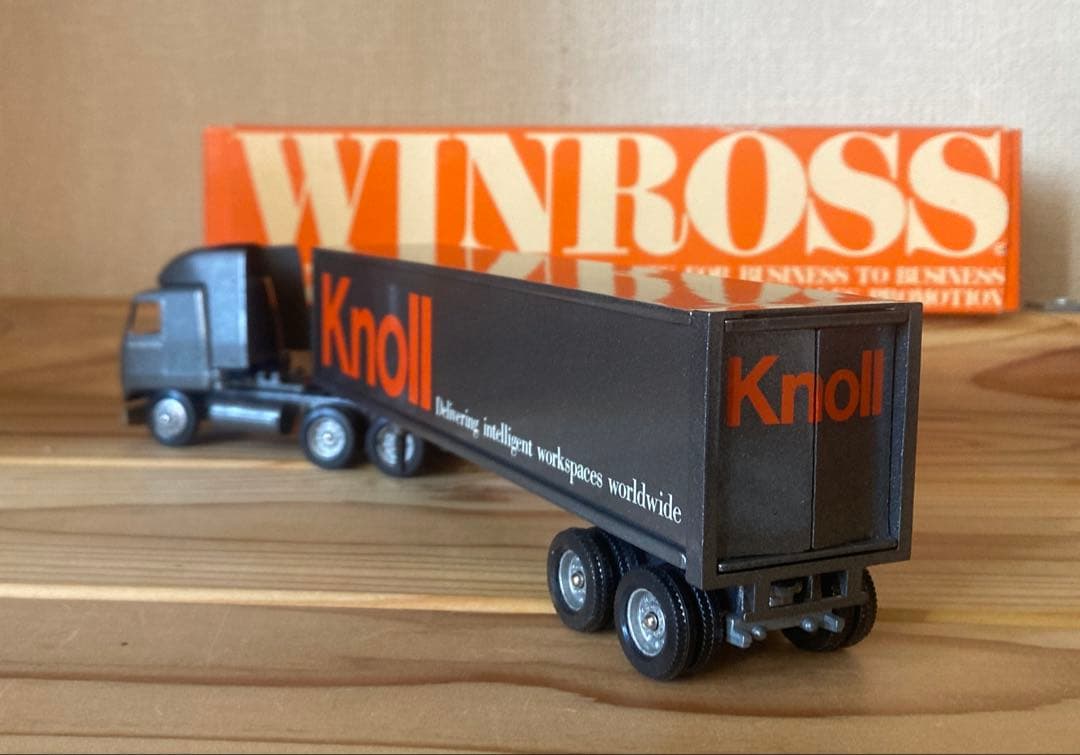 WINROSS
FOR BUSINESS TO BUSINESS
PROMOTION
Knoll
Delivering intelligent workspaces worldwide
Knoll